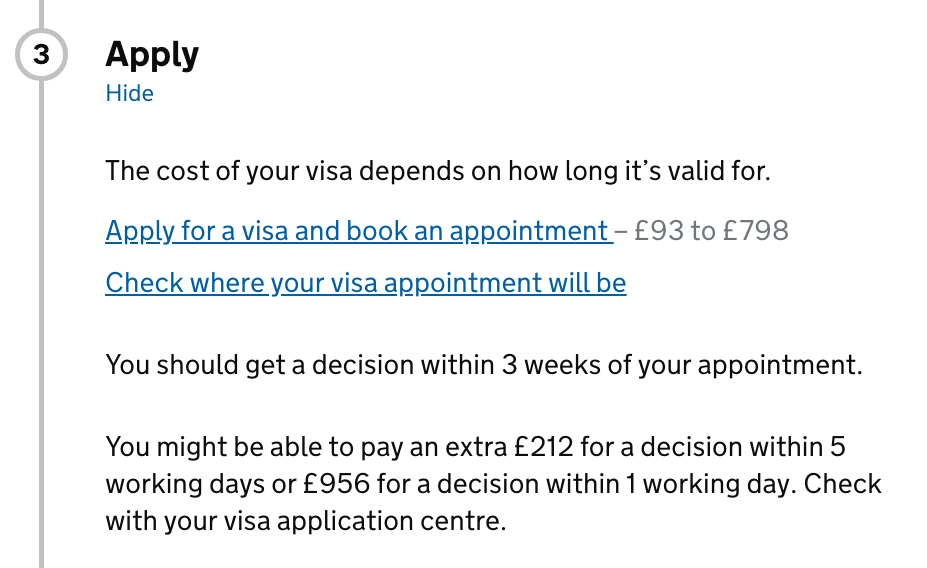 3
Apply
Hide
The cost of your visa depends on how long it’s valid for.
Apply for a visa and book an appointment – £93 to £798
Check where your visa appointment will be
You should get a decision within 3 weeks of your appointment.
You might be able to pay an extra £212 for a decision within 5
working days or £956 for a decision within 1 working day. Check
with your visa application centre.